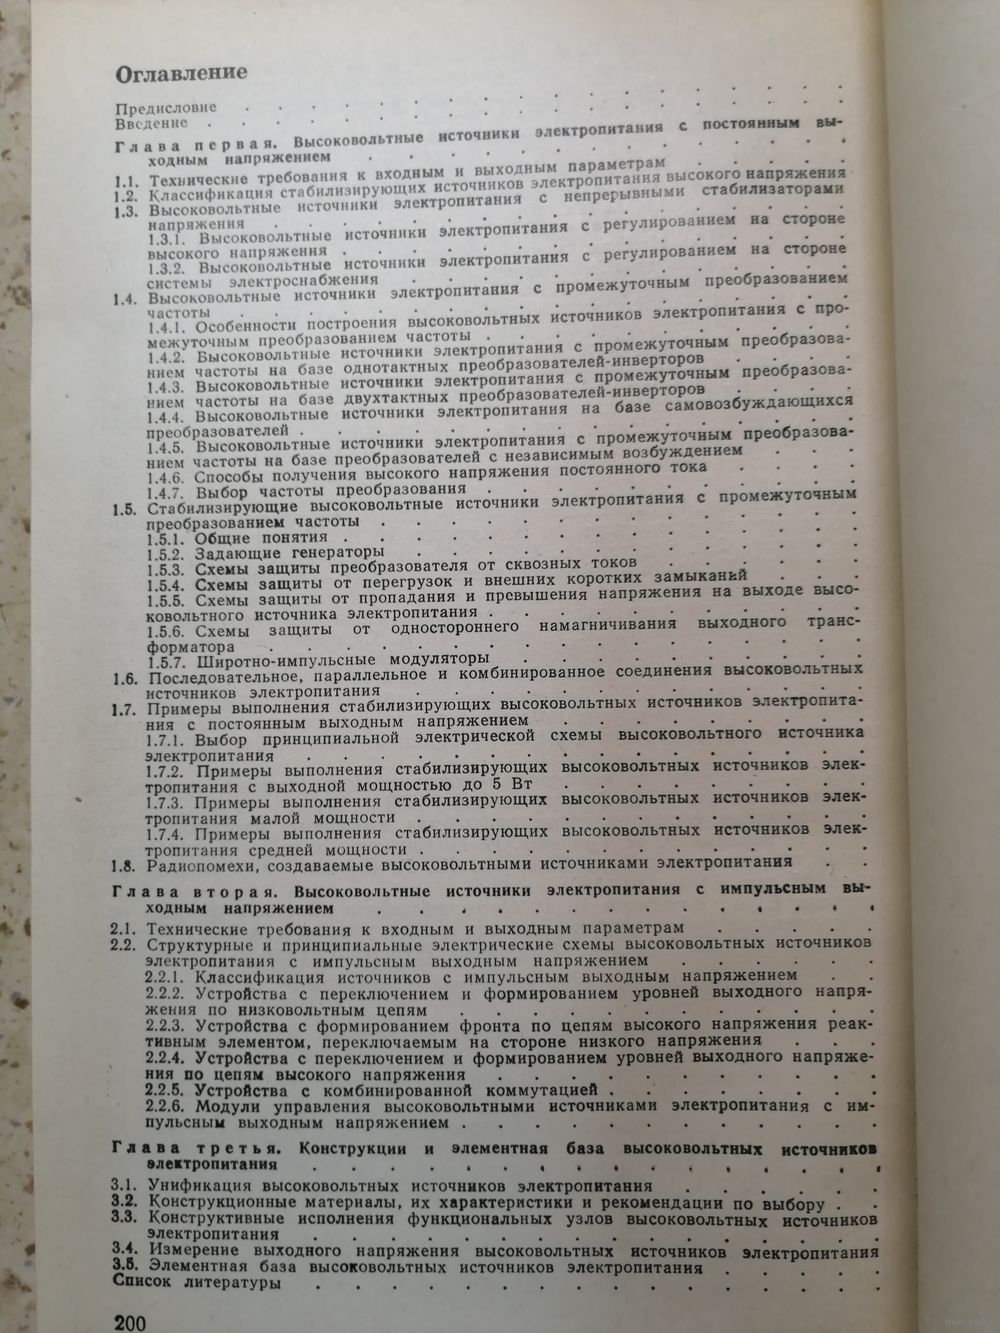 Оглавление
Предисловие . . . . . . . . . . . . . . . . .
Введение . . . . . . . . . . . . . . . . .
Глава первая. Высоковольтные источники электропитания с постоянным вы-
ходным напряжением . . . . . . . . . . . . .
1.1. Технические требования к входным и выходным параметрам . . . . .
1.2. Классификация стабилизирующих источников электропитания высокого напряжения
1.3. Высоковольтные источники электропитания с непрерывными стабилизаторами
напряжения . . . . . . . . . . . . . . . .
1.3.1. Высоковольтные источники электропитания с регулированием на стороне
высокого напряжения . . . . . . . . . . . . .
1.3.2. Высоковольтные источники электропитания с регулированием на стороне
системы электроснабжения . . . . . . . . . . . .
1.4. Высоковольтные источники электропитания с промежуточным преобразованием
частоты . . . . . . . . . . . . . . . . .
1.4.1. Особенности построения высоковольтных источников электропитания с про-
межуточным преобразованием частоты . . . . . . . . .
1.4.2. Высоковольтные источники электропитания с промежуточным преобразова-
нием частоты на базе однотактных преобразователей-инверторов . . . .
1.4.3. Высоковольтные источники электропитания с промежуточным преобразова-
нием частоты на базе двухтактных преобразователей-инверторов . . . .
1.4.4. Высоковольтные источники электропитания на базе самовозбуждающихся
преобразователей . . . . . . . . . . . . . .
1.4.5. Высоковольтные источники электропитания с промежуточным преобразова-
нием частоты на базе преобразователей с независимым возбуждением . . .
1.4.6. Способы получения высокого напряжения постоянного тока . . . .
1.4.7. Выбор частоты преобразования . . . . . . . . . .
1.5. Стабилизирующие высоковольтные источники электропитания с промежуточным
преобразованием частоты . . . . . . . . . . . .
1.5.1. Общие понятия . . . . . . . . . . . . . .
1.5.2. Задающие генераторы . . . . . . . . . . . .
1.5.3. Схемы защиты преобразователя от сквозных токов . . . . . .
1.5.4. Схемы защиты от перегрузок и внешних коротких замыканий . . .
1.5.5. Схемы защиты от пропадания и превышения напряжения на выходе высо-
ковольтного источника электропитания . . . . . . . . .
1.5.6. Схемы защиты от одностороннего намагничивания выходного транс-
форматора . . . . . . . . . . . . . . . .
1.5.7. Широтно-импульсные модуляторы . . . . . . . . .
1.6. Последовательное, параллельное и комбинированное соединения высоковольтных
источников электропитания . . . . . . . . . . . .
1.7. Примеры выполнения стабилизирующих высоковольтных источников электропита-
ния с постоянным выходным напряжением . . . . . . . .
1.7.1. Выбор принципиальной электрической схемы высоковольтного источника
электропитания . . . . . . . . . . . . . . .
1.7.2. Примеры выполнения стабилизирующих высоковольтных источников элек-
тропитания с выходной мощностью до 5 Вт . . . . . . . .
1.7.3. Примеры выполнения стабилизирующих высоковольтных источников элек-
тропитания малой мощности . . . . . . . . . . .
1.7.4. Примеры выполнения стабилизирующих высоковольтных источников элек-
тропитания средней мощности . . . . . . . . . . .
1.8. Радиопомехи, создаваемые высоковольтными источниками электропитания . .
Глава вторая. Высоковольтные источники электропитания с импульсным вы-
ходным напряжением . . . . . . . . . . . . . .
2.1. Технические требования к входным и выходным параметрам . . . . .
2.2. Структурные и принципиальные электрические схемы высоковольтных источников
электропитания с импульсным выходным напряжением . . . . . .
2.2.1. Классификация источников с импульсным выходным напряжением . .
2.2.2. Устройства с переключением и формированием уровней выходного напря-
жения по низковольтным цепям . . . . . . . . . . .
2.2.3. Устройства с формированием фронта по цепям высокого напряжения реак-
тивным элементом, переключаемым на стороне низкого напряжения . . .
2.2.4. Устройства с переключением и формированием уровней выходного напряже-
ния по цепям высокого напряжения . . . . . . . . . .
2.2.5. Устройства с комбинированной коммутацией . . . . . . . .
2.2.6. Модули управления высоковольтными источниками электропитания с им-
пульсным выходным напряжением . . . . . . . . . . .
Глава третья. Конструкции и элементная база высоковольтных источников
электропитания . . . . . . . . . . . . . . . .
3.1. Унификация высоковольтных источников электропитания . . . . . .
3.2. Конструкционные материалы, их характеристики и рекомендации по выбору . .
3.3. Конструктивные исполнения функциональных узлов высоковольтных источников
электропитания . . . . . . . . . . . . . . .
3.4. Измерение выходного напряжения высоковольтных источников электропитания
3.5. Элементная база высоковольтных источников электропитания . . . . .
Список литературы . . . . . . . . . . . . . . .
200